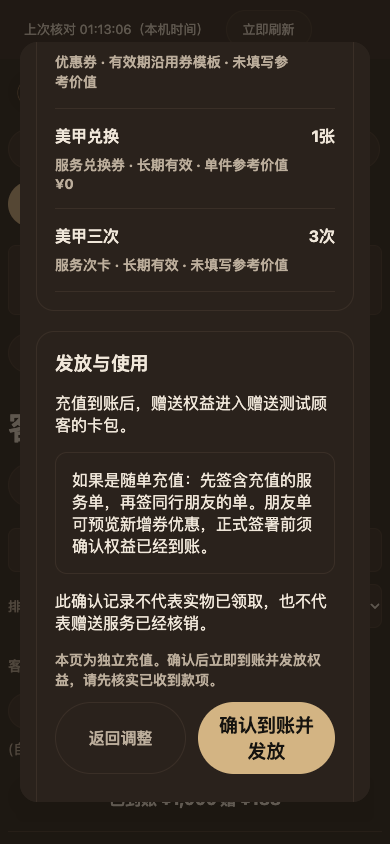 上次核对 01:13:06（本机时间）
立即刷新
优惠券 · 有效期沿用券模板 · 未填写参
考价值
美甲兑换
1张
服务兑换券 · 长期有效 · 单件参考价值
¥0
美甲三次
3次
服务次卡 · 长期有效 · 未填写参考价值
发放与使用
充值到账后，赠送权益进入赠送测试顾
客的卡包。
如果是随单充值：先签含充值的服
务单，再签同行朋友的单。朋友单
可预览新增券优惠，正式签署前须
确认权益已经到账。
此确认记录不代表实物已领取，也不代
表赠送服务已经核销。
本页为独立充值。确认后立即到账并发放权
益，请先核实已收到款项。
返回调整
确认到账并
发放